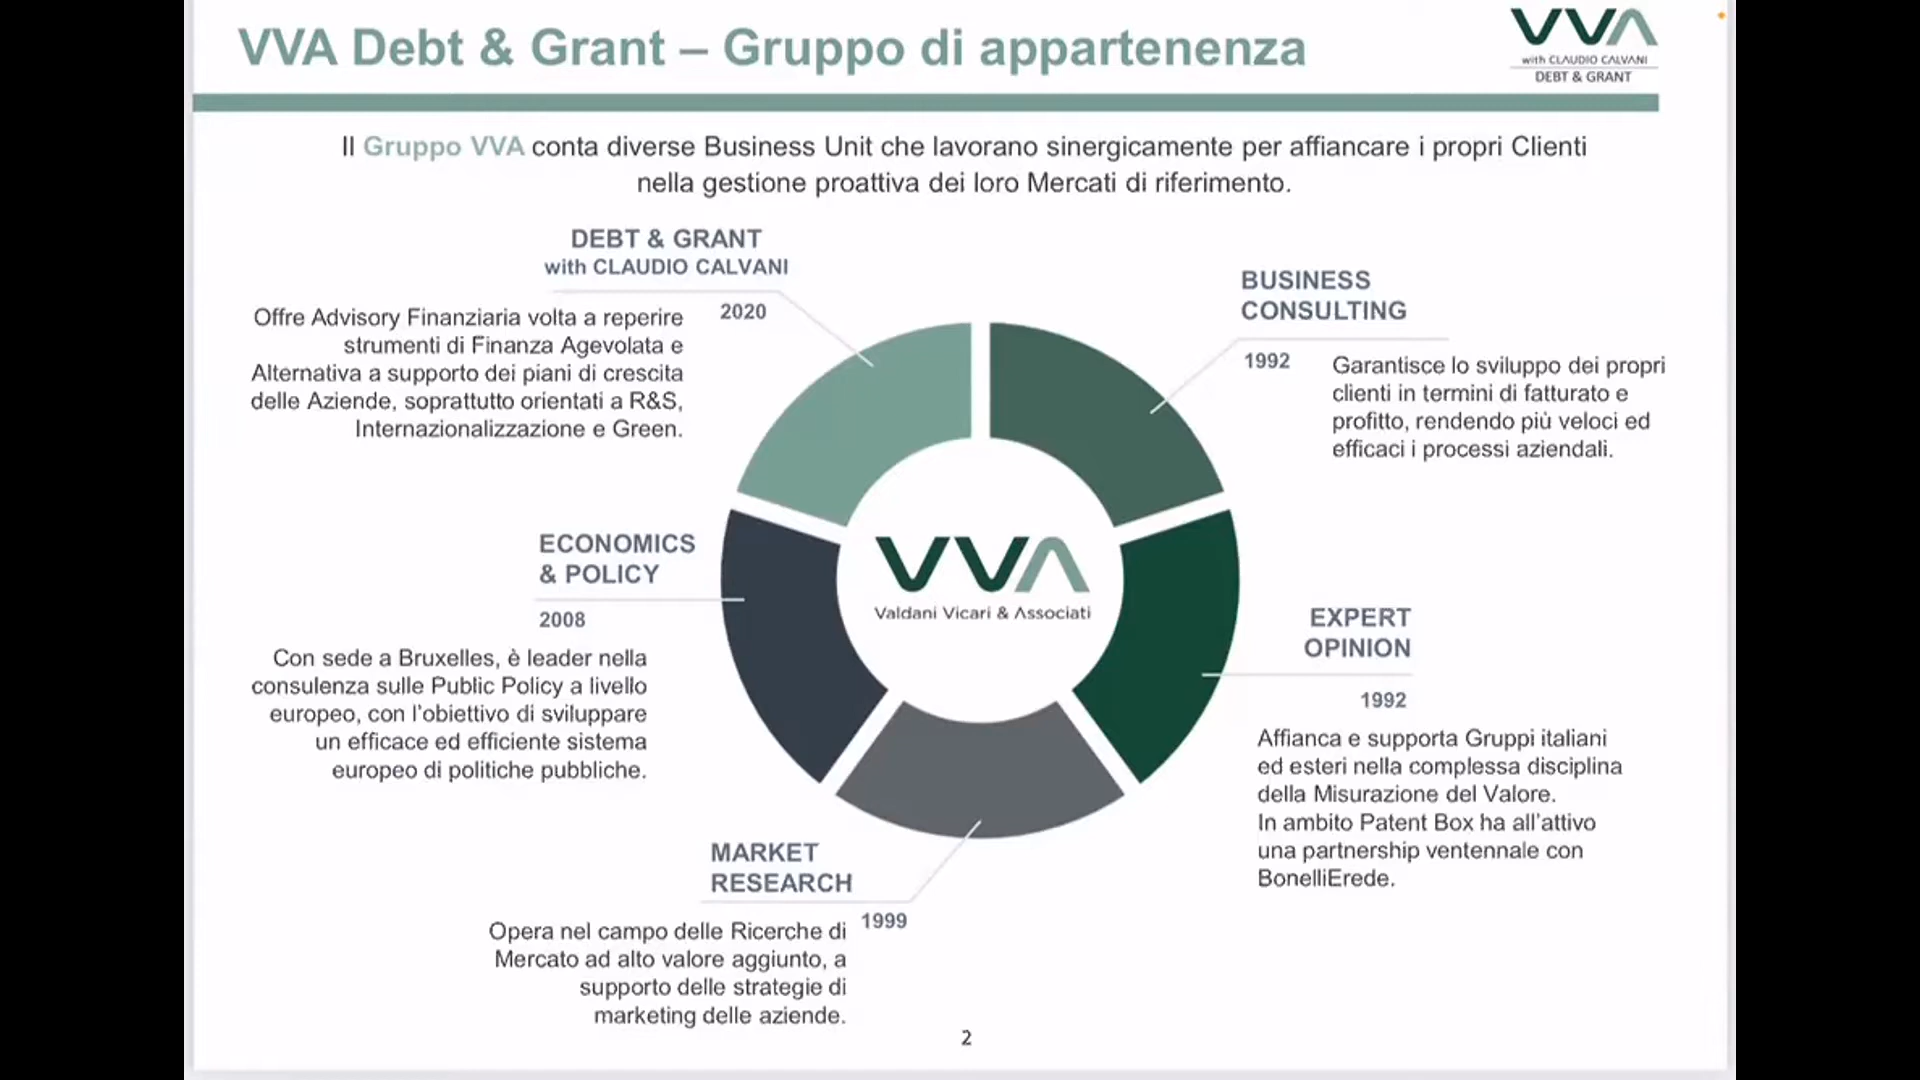 VVA Debt & Grant – Gruppo di appartenenza
VVA
with CLAUDIO CALVANI
DEBT & GRANT
Il Gruppo VVA conta diverse Business Unit che lavorano sinergicamente per affiancare i propri Clienti
nella gestione proattiva dei loro Mercati di riferimento.
DEBT & GRANT
with CLAUDIO CALVANI
2020
Offre Advisory Finanziaria volta a reperire
strumenti di Finanza Agevolata e
Alternativa a supporto dei piani di crescita
delle Aziende, soprattutto orientati a R&S,
Internazionalizzazione e Green.
BUSINESS
CONSULTING
1992
Garantisce lo sviluppo dei propri
clienti in termini di fatturato e
profitto, rendendo più veloci ed
efficaci i processi aziendali.
ECONOMICS
& POLICY
2008
Con sede a Bruxelles, è leader nella
consulenza sulle Public Policy a livello
europeo, con l'obiettivo di sviluppare
un efficace ed efficiente sistema
europeo di politiche pubbliche.
VVA
Valdani Vicari & Associati
EXPERT
OPINION
1992
Affianca e supporta Gruppi italiani
ed esteri nella complessa disciplina
della Misurazione del Valore.
In ambito Patent Box ha all'attivo
una partnership ventennale con
BonelliErede.
MARKET
RESEARCH
1999
Opera nel campo delle Ricerche di
Mercato ad alto valore aggiunto, a
supporto delle strategie di
marketing delle aziende.
2